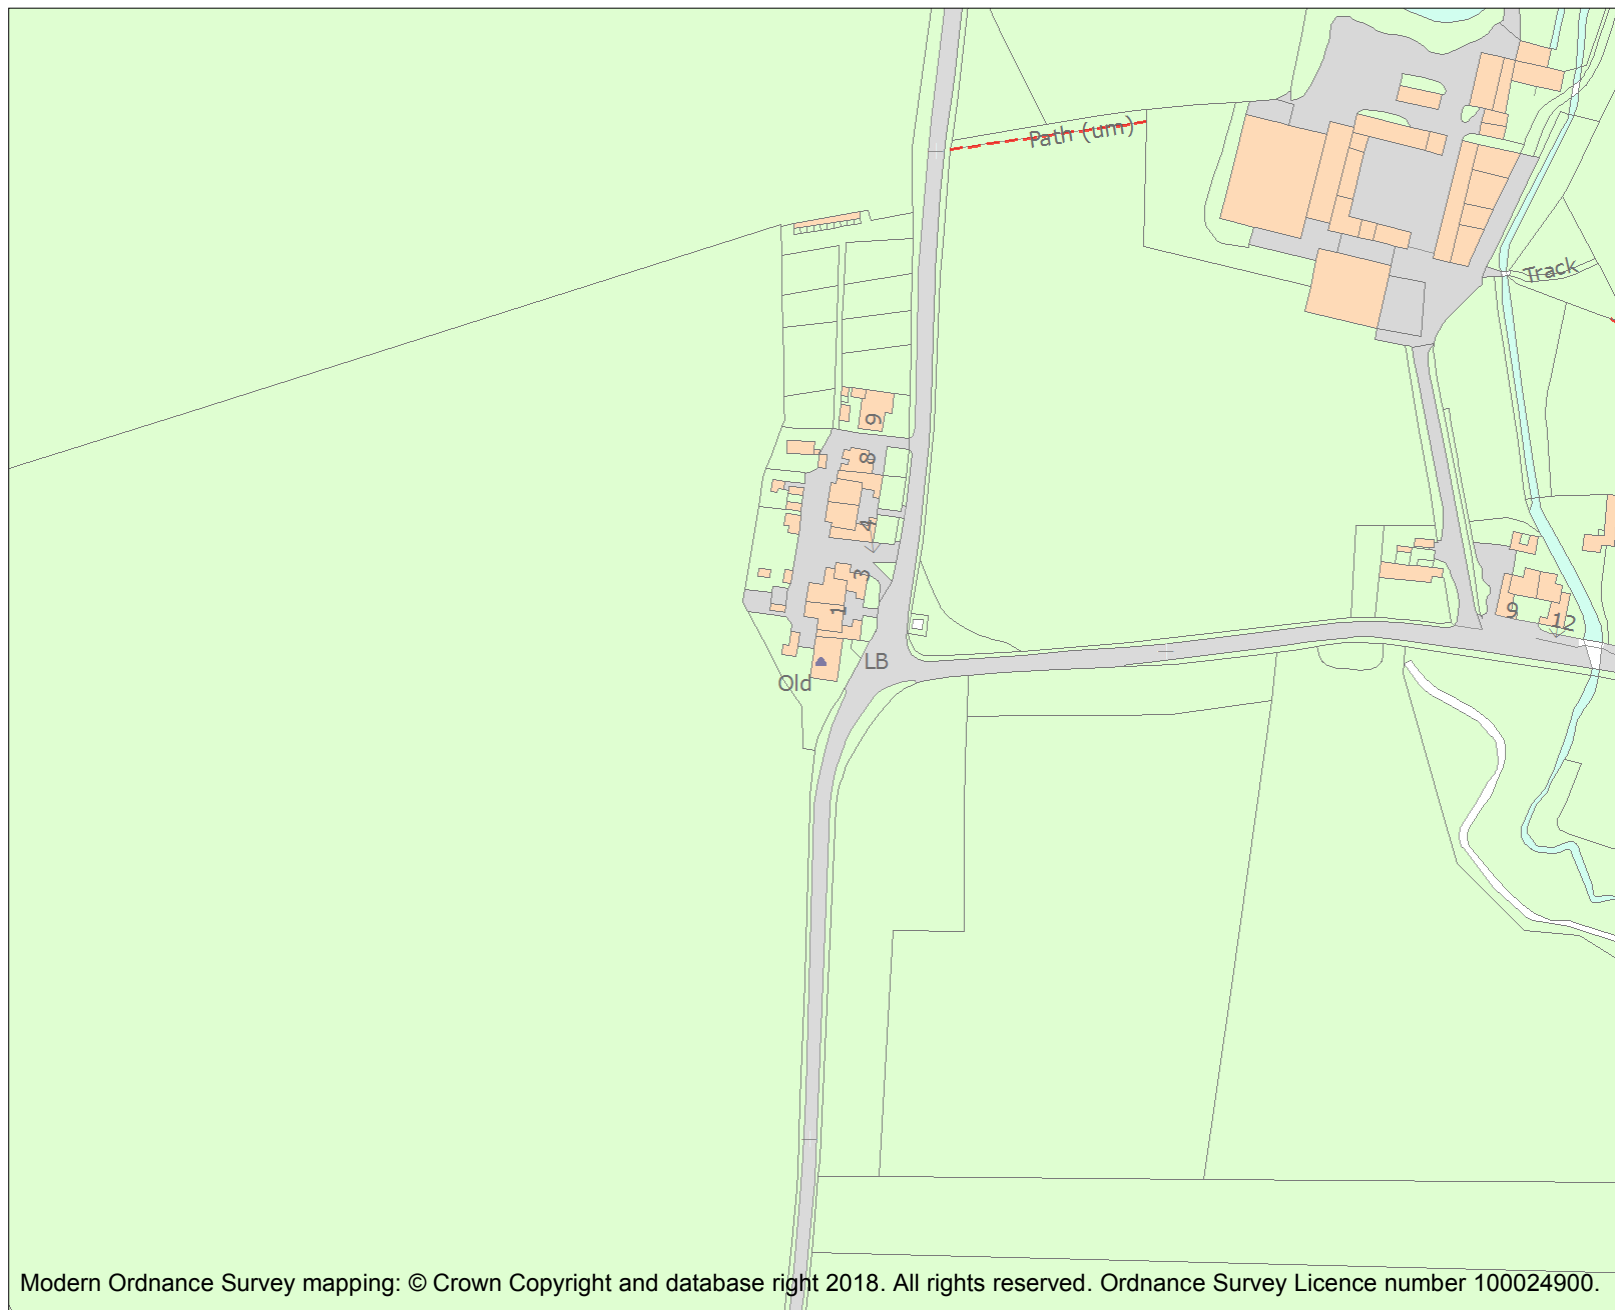 Path (um)
Track
9
8
4
3
1
9
12
LB
Old
Modern Ordnance Survey mapping: © Crown Copyright and database right 2018. All rights reserved. Ordnance Survey Licence number 100024900.